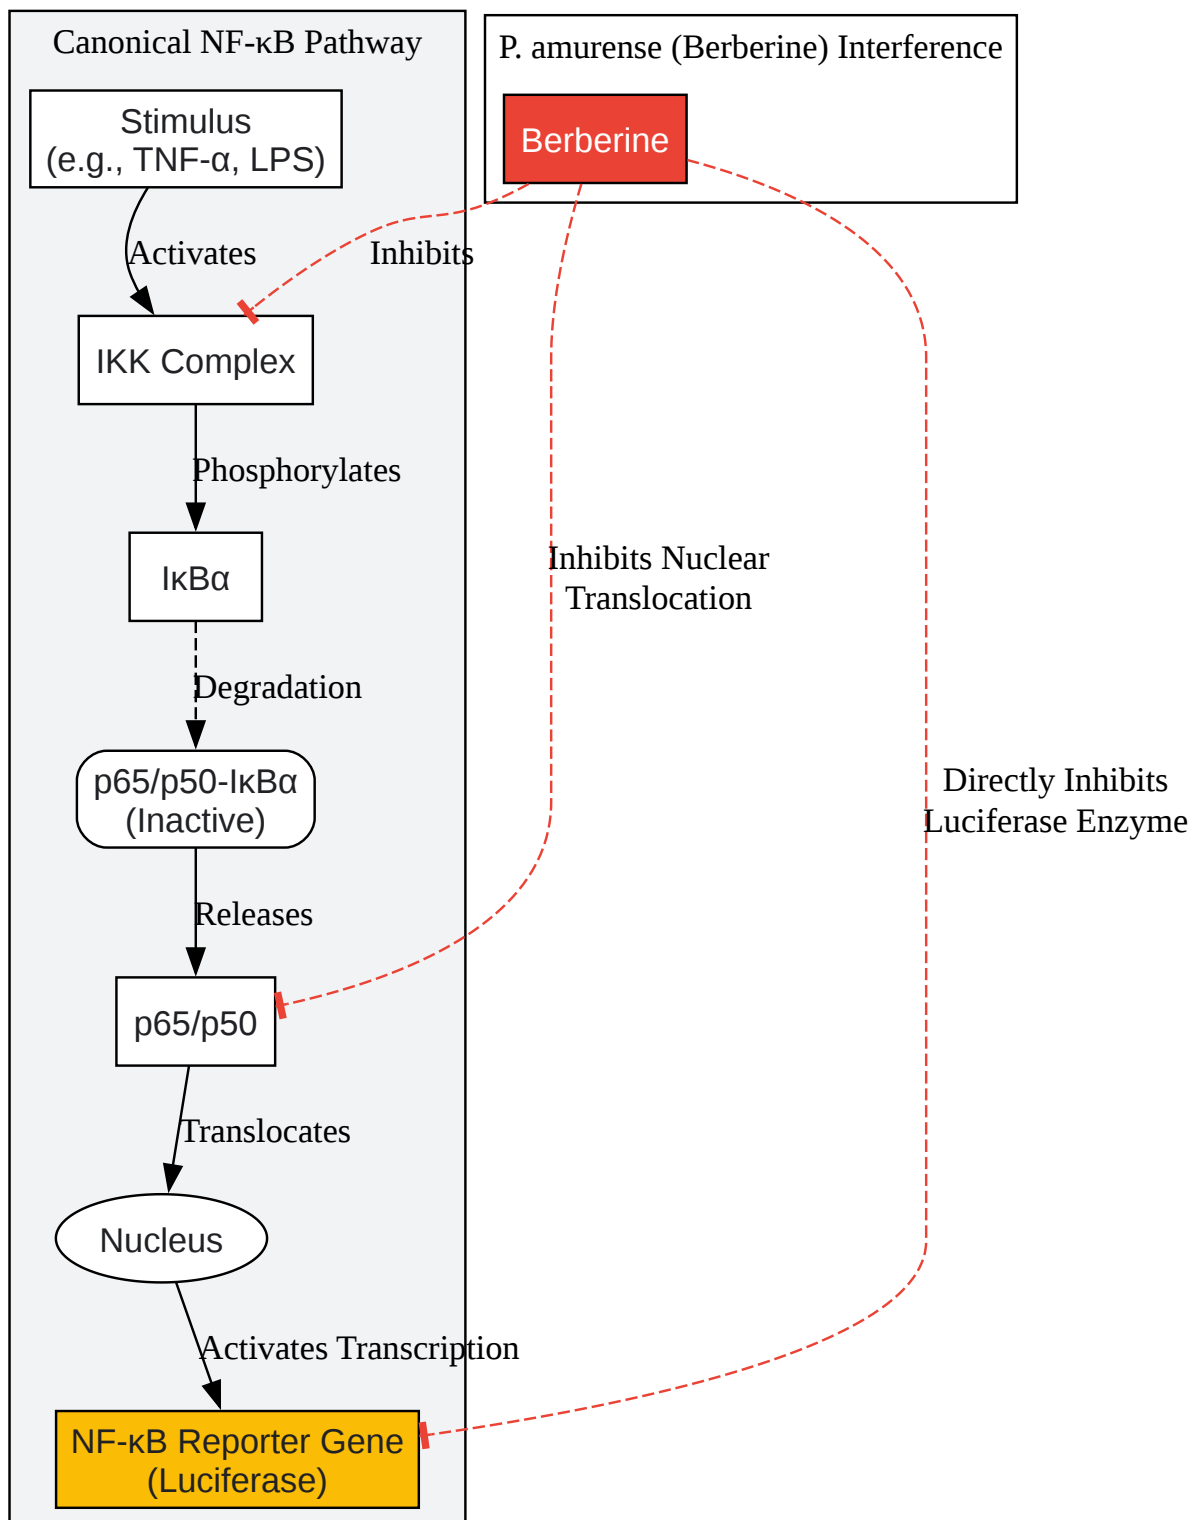 Canonical NF-κB Pathway
P. amurense (Berberine) Interference
Stimulus
(e.g., TNF-α, LPS)
Berberine
Activates
Inhibits
IKK Complex
Phosphorylates
IκBα
Inhibits Nuclear
Translocation
Degradation
p65/p50-IκBα
(Inactive)
Directly Inhibits
Luciferase Enzyme
Releases
p65/p50
Translocates
Nucleus
Activates Transcription
NF-κB Reporter Gene
(Luciferase)